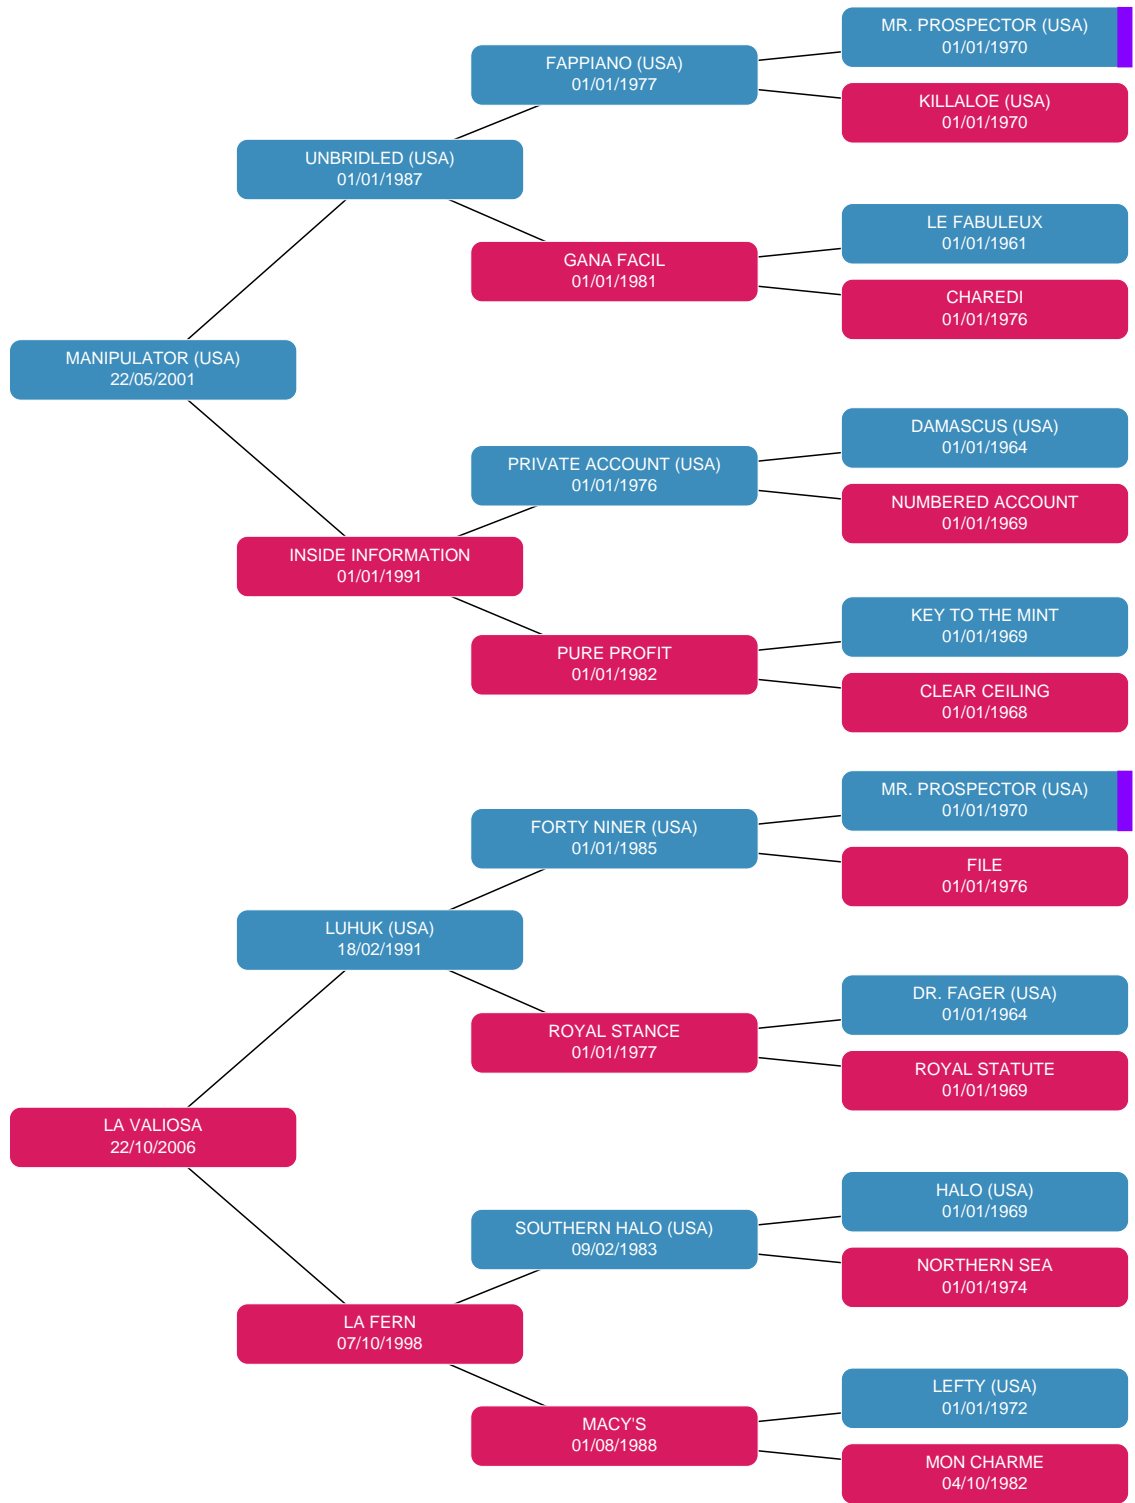 MR. PROSPECTOR (USA)
01/01/1970
FAPPIANO (USA)
01/01/1977
KILLALOE (USA)
01/01/1970
UNBRIDLED (USA)
01/01/1987
LE FABULEUX
01/01/1961
GANA FACIL
01/01/1981
CHAREDI
01/01/1976
MANIPULATOR (USA)
22/05/2001
DAMASCUS (USA)
01/01/1964
PRIVATE ACCOUNT (USA)
01/01/1976
NUMBERED ACCOUNT
01/01/1969
INSIDE INFORMATION
01/01/1991
KEY TO THE MINT
01/01/1969
PURE PROFIT
01/01/1982
CLEAR CEILING
01/01/1968
MR. PROSPECTOR (USA)
01/01/1970
FORTY NINER (USA)
01/01/1985
FILE
01/01/1976
LUHUK (USA)
18/02/1991
DR. FAGER (USA)
01/01/1964
ROYAL STANCE
01/01/1977
ROYAL STATUTE
01/01/1969
LA VALIOSA
22/10/2006
HALO (USA)
01/01/1969
SOUTHERN HALO (USA)
09/02/1983
NORTHERN SEA
01/01/1974
LA FERN
07/10/1998
LEFTY (USA)
01/01/1972
MACY'S
01/08/1988
MON CHARME
04/10/1982